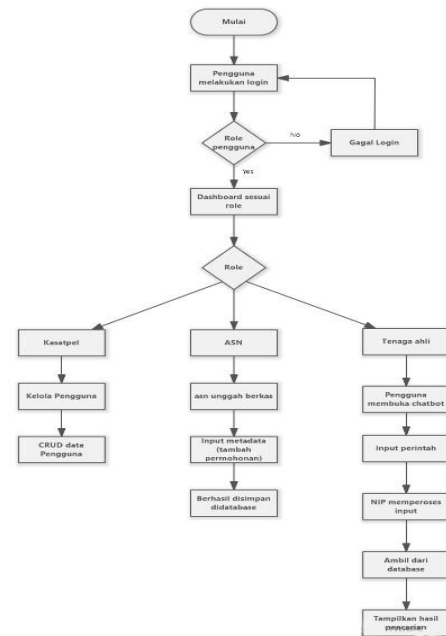 Mulai
Pengguna
melakukan login
Role
pengguna
No
Gagal Login
Yes
Dashboard sesuai
role
Role
Kasatpel
ASN
Tenaga ahli
Kelola Pengguna
asn unggah berkas
Pengguna
membuka chatbot
CRUD data
Pengguna
Input metadata
(tambah
permohonan)
Input perintah
Berhasil disimpan
didatabase
NIP memperoses
input
Ambil dari
database
Tampilkan hasil
pencarian